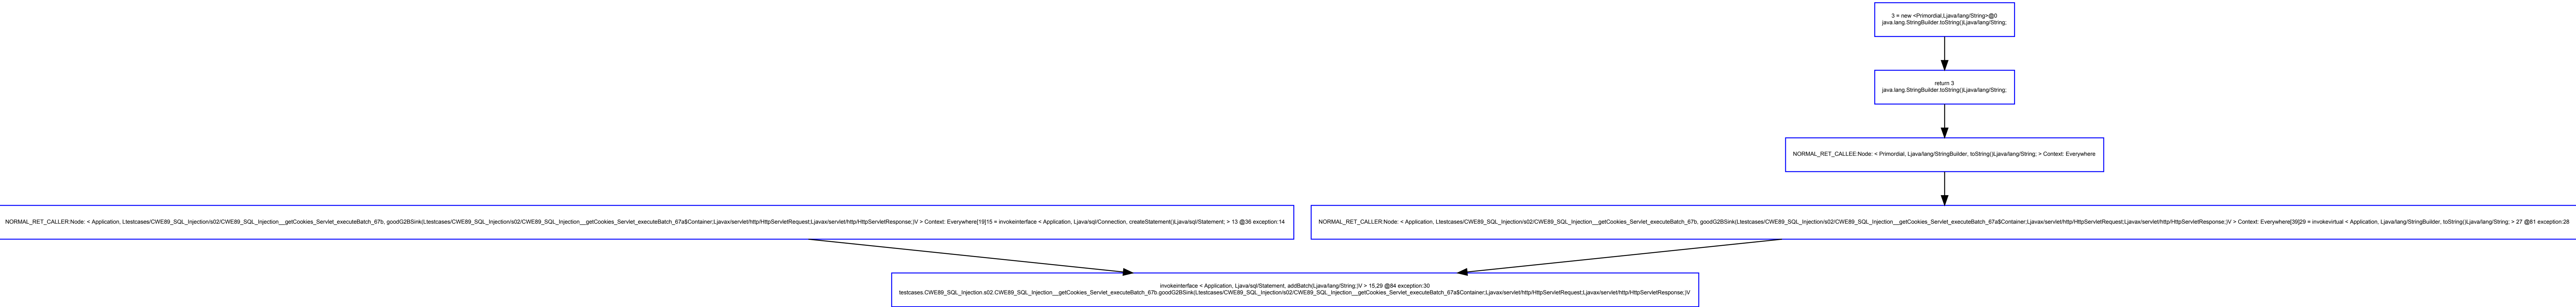 3 = new <Primordial,Ljava/lang/String>@0
java.lang.StringBuilder.toString()Ljava/lang/String;
return 3
java.lang.StringBuilder.toString()Ljava/lang/String;
NORMAL_RET_CALLEE:Node: < Primordial, Ljava/lang/StringBuilder, toString()Ljava/lang/String; > Context: Everywhere
NORMAL_RET_CALLER:Node: < Application, Ltestcases/CWE89_SQL_Injection/s02/CWE89_SQL_Injection__getCookies_Servlet_executeBatch_67b, goodG2BSink(Ltestcases/CWE89_SQL_Injection/s02/CWE89_SQL_Injection__getCookies_Servlet_executeBatch_67a$Container;Ljavax/servlet/http/HttpServletRequest;Ljavax/servlet/http/HttpServletResponse;)V > Context: Everywhere[19]15 = invokeinterface < Application, Ljava/sql/Connection, createStatement()Ljava/sql/Statement; > 13 @36 exception:14
NORMAL_RET_CALLER:Node: < Application, Ltestcases/CWE89_SQL_Injection/s02/CWE89_SQL_Injection__getCookies_Servlet_executeBatch_67b, goodG2BSink(Ltestcases/CWE89_SQL_Injection/s02/CWE89_SQL_Injection__getCookies_Servlet_executeBatch_67a$Container;Ljavax/servlet/http/HttpServletRequest;Ljavax/servlet/http/HttpServletResponse;)V > Context: Everywhere[39]29 = invokevirtual < Application, Ljava/lang/StringBuilder, toString()Ljava/lang/String; > 27 @81 exception:28
invokeinterface < Application, Ljava/sql/Statement, addBatch(Ljava/lang/String;)V > 15,29 @84 exception:30
testcases.CWE89_SQL_Injection.s02.CWE89_SQL_Injection__getCookies_Servlet_executeBatch_67b.goodG2BSink(Ltestcases/CWE89_SQL_Injection/s02/CWE89_SQL_Injection__getCookies_Servlet_executeBatch_67a$Container;Ljavax/servlet/http/HttpServletRequest;Ljavax/servlet/http/HttpServletResponse;)V